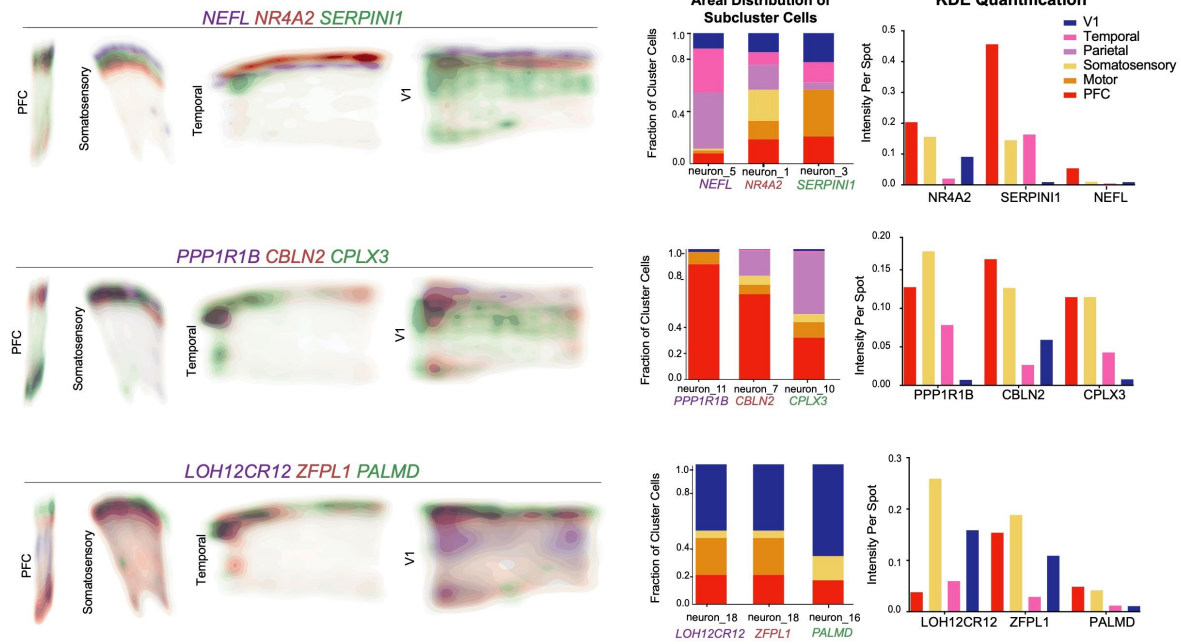 Areal Distribution of
Subcluster Cells
KDE Quantification
NEFL NR4A2 SERPINI1
PFC
Somatosensory
Temporal
V1
Fraction of Cluster Cells
1.0
0.8
0.4
0.2
0.0
neuron_5 neuron_1 neuron_3
NEFL NR4A2 SERPINI1
Intensity Per Spot
0.5
0.4
0.3
0.2
0.1
0.0
NR4A2 SERPINI1 NEFL
V1
Temporal
Parietal
Somatosensory
Motor
PFC
PPP1R1B CBLN2 CPLX3
PFC
Somatosensory
Temporal
V1
Fraction of Cluster Cells
1.0
0.8
0.4
0.2
0.0
neuron_11 neuron_7 neuron_10
PPP1R1B CBLN2 CPLX3
Intensity Per Spot
0.20
0.15
0.10
0.05
0.00
PPP1R1B CBLN2 CPLX3
LOH12CR12 ZFPL1 PALMD
PFC
Somatosensory
Temporal
V1
Fraction of Cluster Cells
1.0
0.8
0.4
0.2
0.0
neuron_18 neuron_18 neuron_16
LOH12CR12 ZFPL1 PALMD
Intensity Per Spot
0.3
0.2
0.1
0.0
LOH12CR12 ZFPL1 PALMD